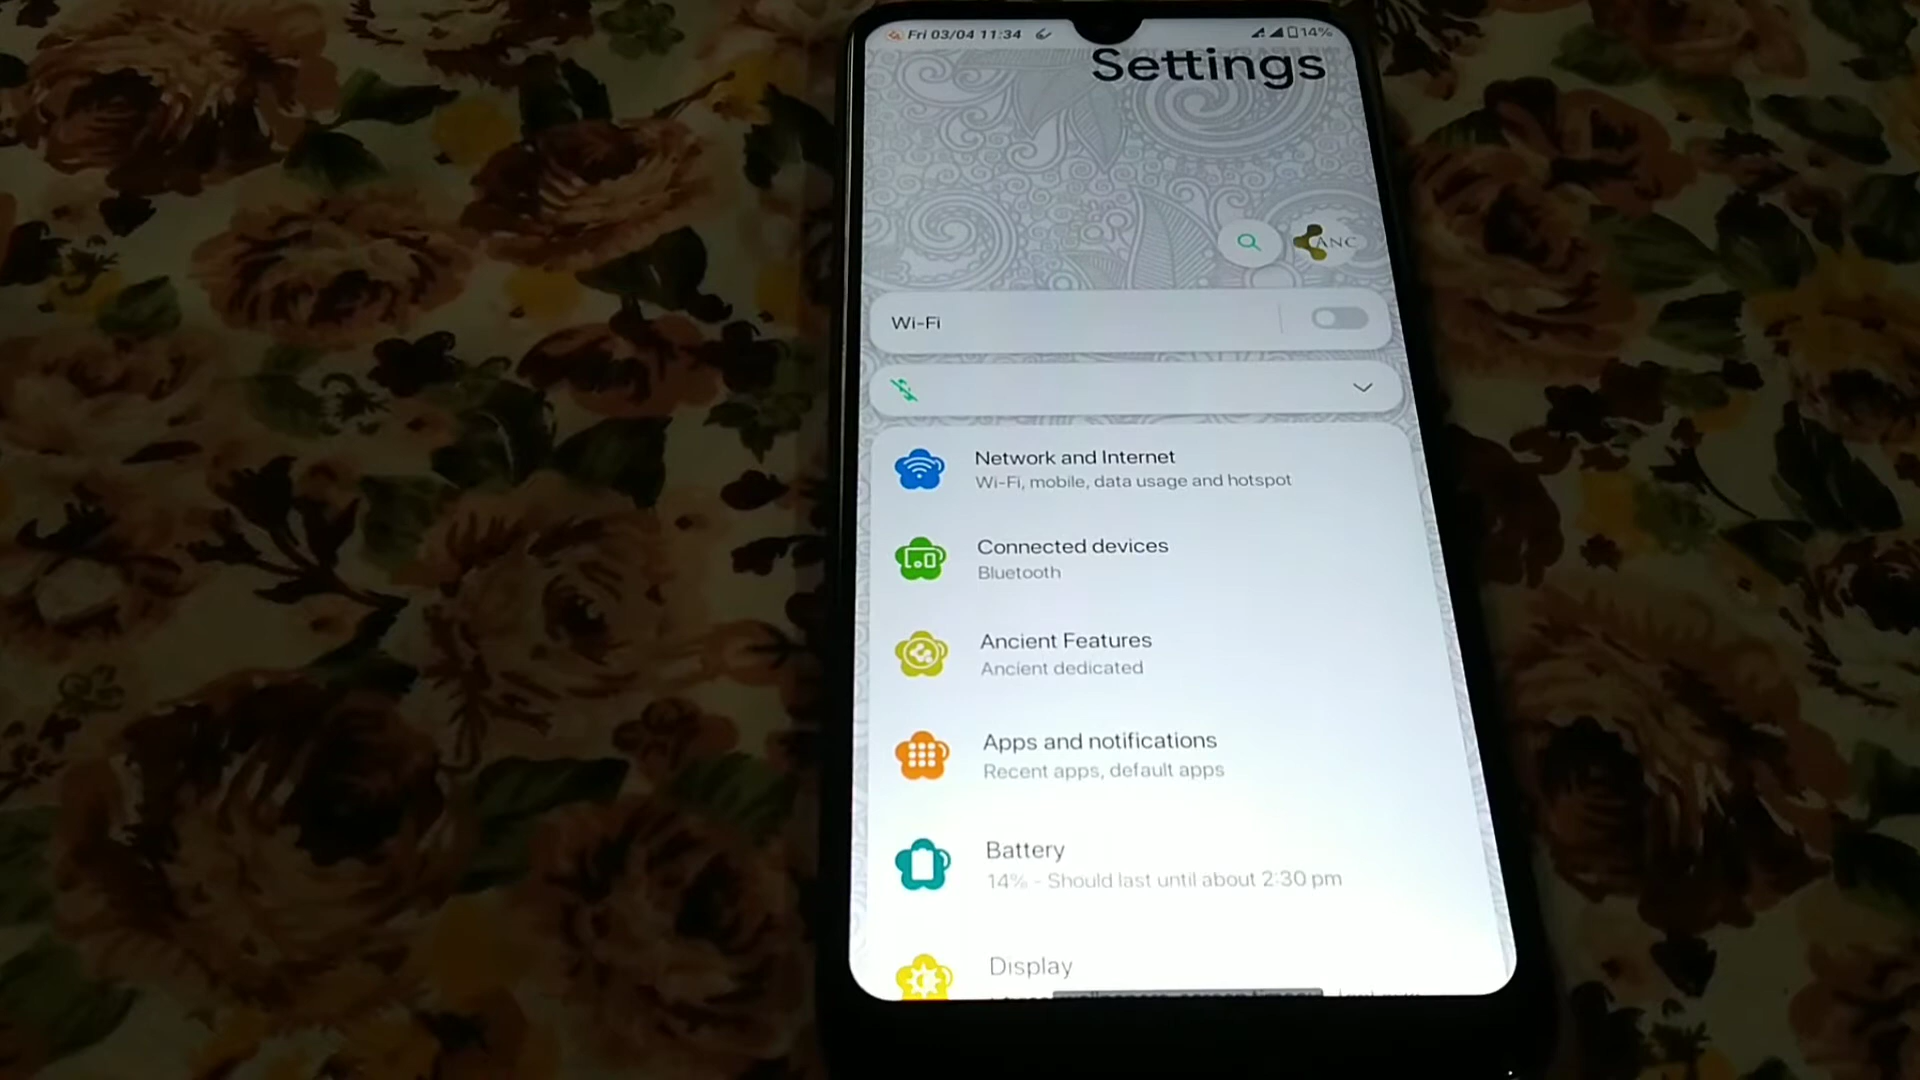 Fri 03/04 11:34
14%
Settings
ANC
Wi-Fi
Network and Internet
Wi-Fi, mobile, data usage and hotspot
Connected devices
Bluetooth
Ancient Features
Ancient dedicated
Apps and notifications
Recent apps, default apps
Battery
14% - Should last until about 2:30 pm
Display